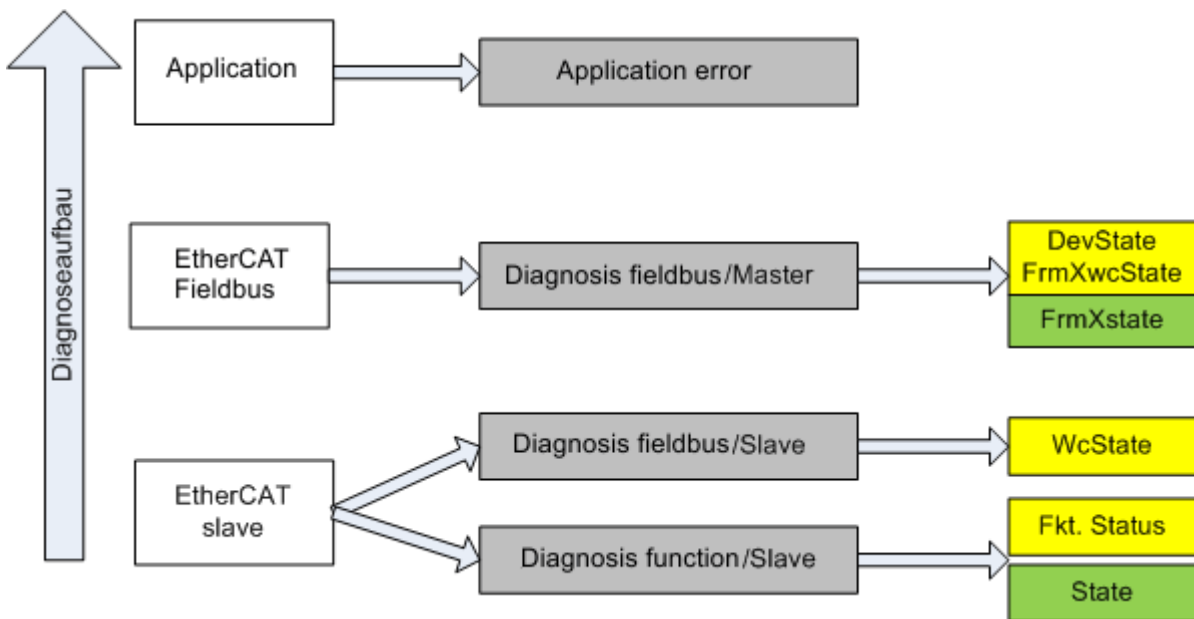 Diagnoseaufbau
Application
Application error
EtherCAT
Fieldbus
Diagnosis fieldbus/Master
DevState
FrmXwcState
FrmXstate
EtherCAT
slave
Diagnosis fieldbus/Slave
WcState
Diagnosis function/Slave
Fkt. Status
State